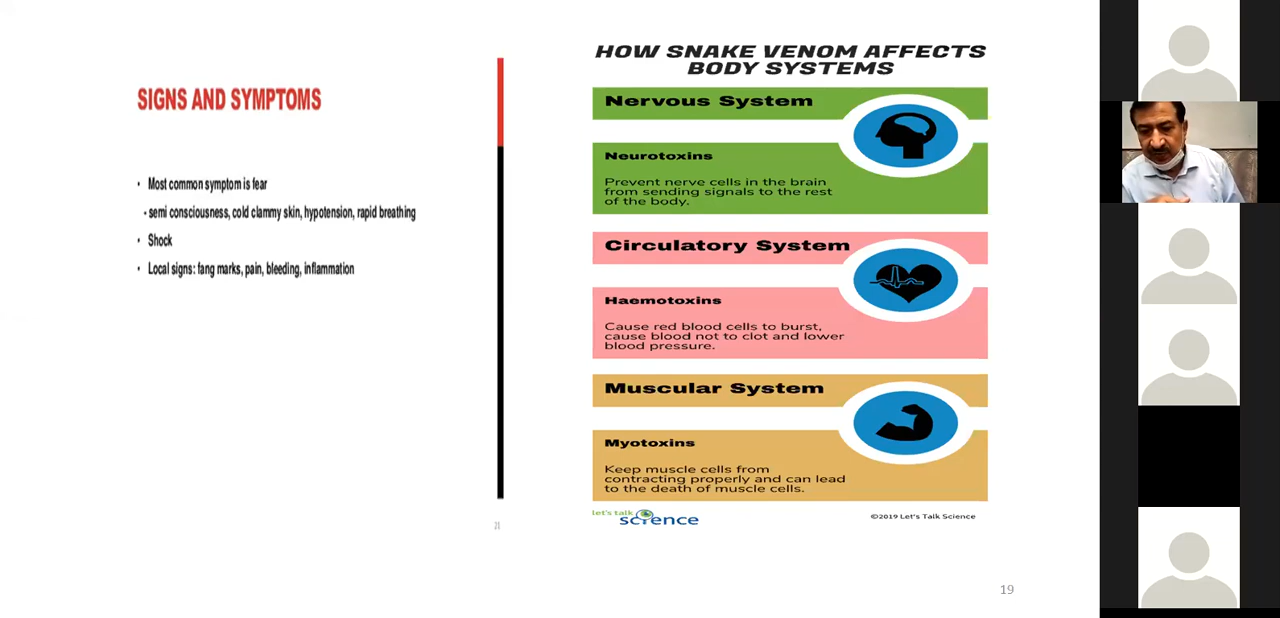 SIGNS AND SYMPTOMS
• Most common symptom is fear
- semi consciousness, cold clammy skin, hypotension, rapid breathing
• Shock
• Local signs: fang marks, pain, bleeding, inflammation
21
HOW SNAKE VENOM AFFECTS
BODY SYSTEMS
Nervous System
Neurotoxins
Prevent nerve cells in the brain
from sending signals to the rest
of the body.
Circulatory System
Haemotoxins
Cause red blood cells to burst,
cause blood not to clot and lower
blood pressure.
Muscular System
Myotoxins
Keep muscle cells from
contracting properly and can lead
to the death of muscle cells.
let's talk
science
©2019 Let's Talk Science
19